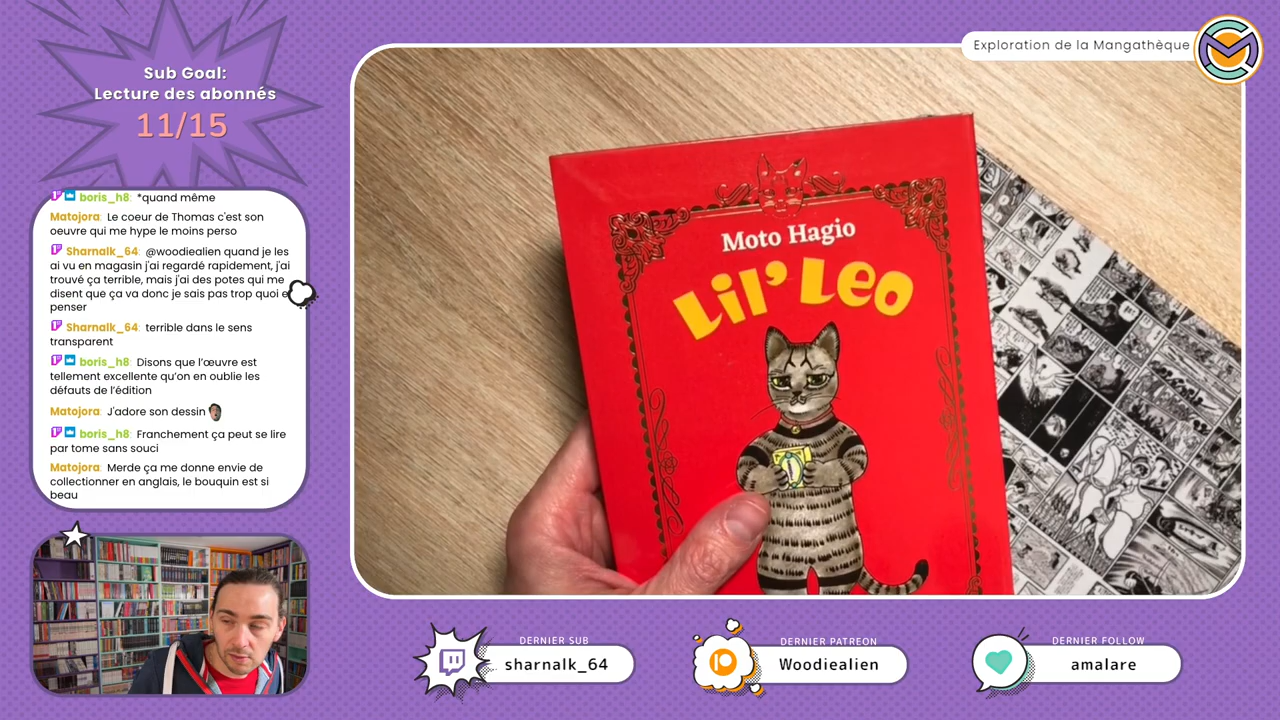 Sub Goal:
Lecture des abonnés
11/15
Exploration de la Mangathèque
boris_h8: *quand même
Matojora: Le coeur de Thomas c'est son
oeuvre qui me hype le moins perso
Sharnalk_64: @woodiealien quand je les
ai vu en magasin j'ai regardé rapidement, j'ai
trouvé ça terrible, mais j'ai des potes qui me
disent que ça va donc je sais pas trop quoi e
penser
Sharnalk_64: terrible dans le sens
transparent
boris_h8: Disons que l'œuvre est
tellement excellente qu'on en oublie les
défauts de l'édition
Matojora: J'adore son dessin
boris_h8: Franchement ça peut se lire
par tome sans souci
Matojora: Merde ça me donne envie de
collectionner en anglais, le bouquin est si
beau
Moto Hagio
Lil' Leo
DERNIER SUB
sharnalk_64
DERNIER PATREON
Woodiealien
DERNIER FOLLOW
amalare